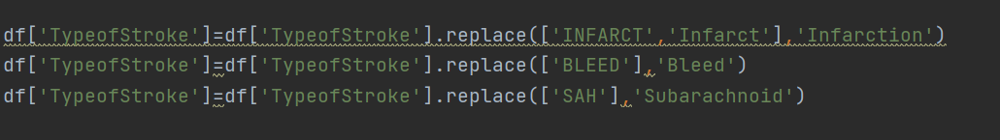 df['TypeofStroke']=df['TypeofStroke'].replace(['INFARCT','Infarct'],'Infarction')
df['TypeofStroke']=df['TypeofStroke'].replace(['BLEED'],'Bleed')
df['TypeofStroke']=df['TypeofStroke'].replace(['SAH'],'Subarachnoid')